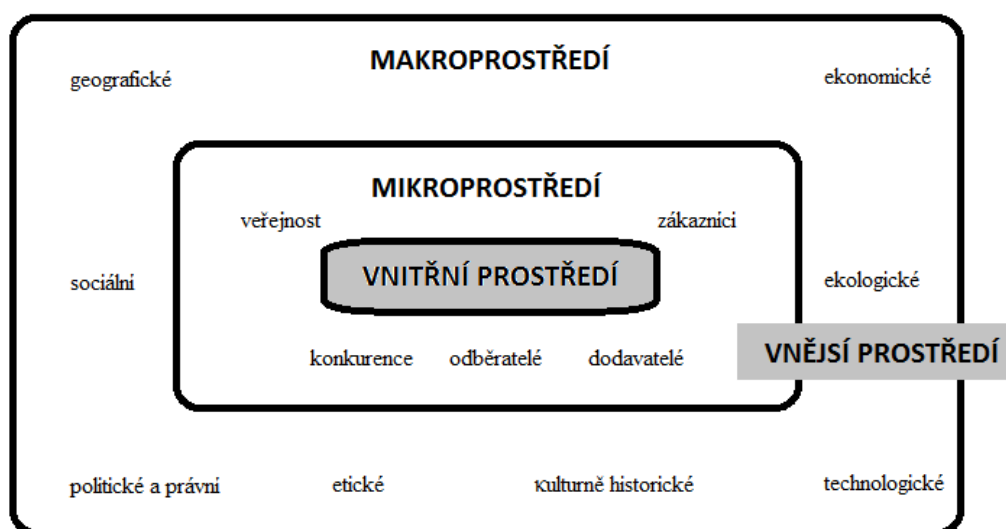 MAKROPROSTŘEDÍ
geografické
ekonomické
MIKROPROSTŘEDÍ
veřejnost
zákazníci
VNITŘNÍ PROSTŘEDÍ
sociální
ekologické
konkurence odběratelé dodavatelé
VNĚJSÍ PROSTŘEDÍ
politické a právní
etické
kulturně historické
technologické